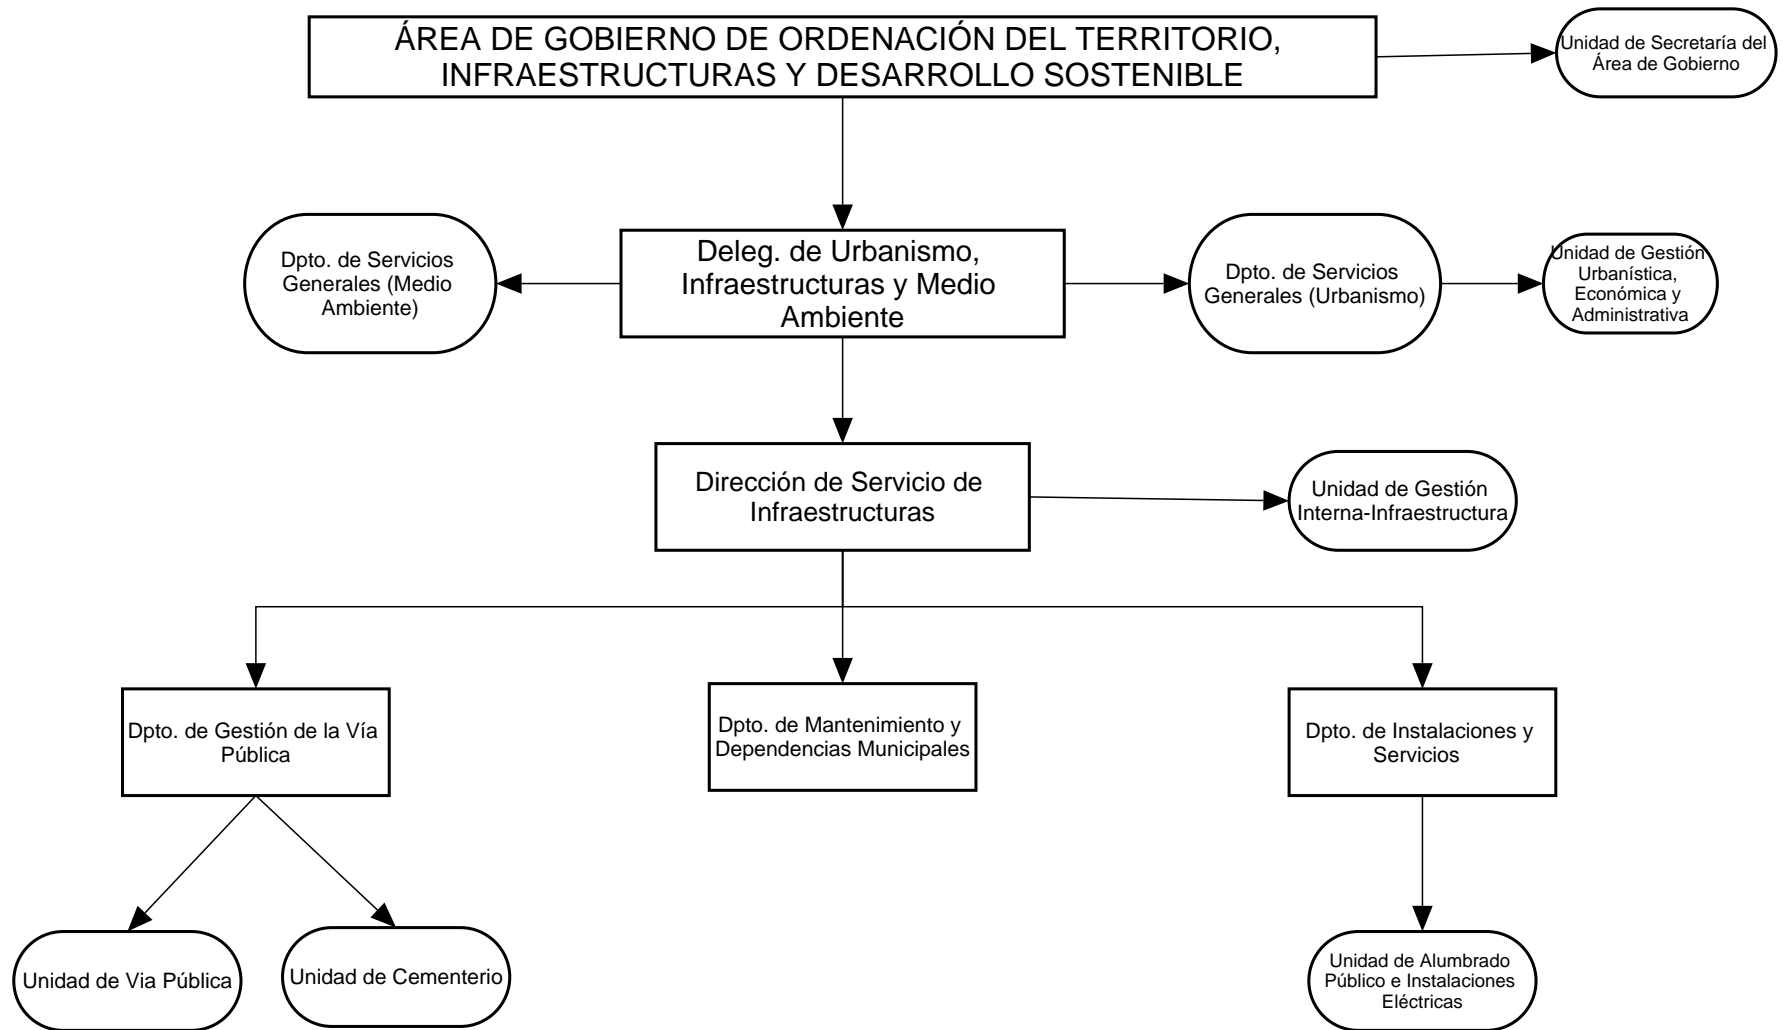 ÁREA DE GOBIERNO DE ORDENACIÓN DEL TERRITORIO,
INFRAESTRUCTURAS Y DESARROLLO SOSTENIBLE
Unidad de Secretaría del
Área de Gobierno
Dpto. de Servicios
Generales (Medio
Ambiente)
Deleg. de Urbanismo,
Infraestructuras y Medio
Ambiente
Dpto. de Servicios
Generales (Urbanismo)
Unidad de Gestión
Urbanística,
Económica y
Administrativa
Dirección de Servicio de
Infraestructuras
Unidad de Gestión
Interna-Infraestructura
Dpto. de Gestión de la Vía
Pública
Dpto. de Mantenimiento y
Dependencias Municipales
Dpto. de Instalaciones y
Servicios
Unidad de Via Pública
Unidad de Cementerio
Unidad de Alumbrado
Público e Instalaciones
Eléctricas